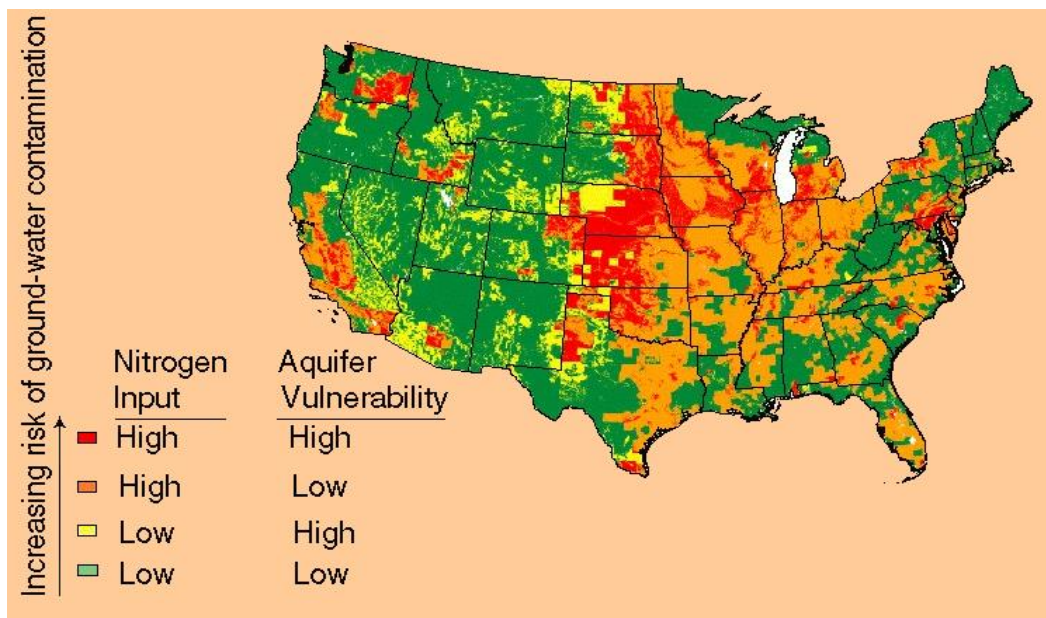 Increasing risk of ground-water contamination
Nitrogen Aquifer
Input Vulnerability
High High
High Low
Low High
Low Low